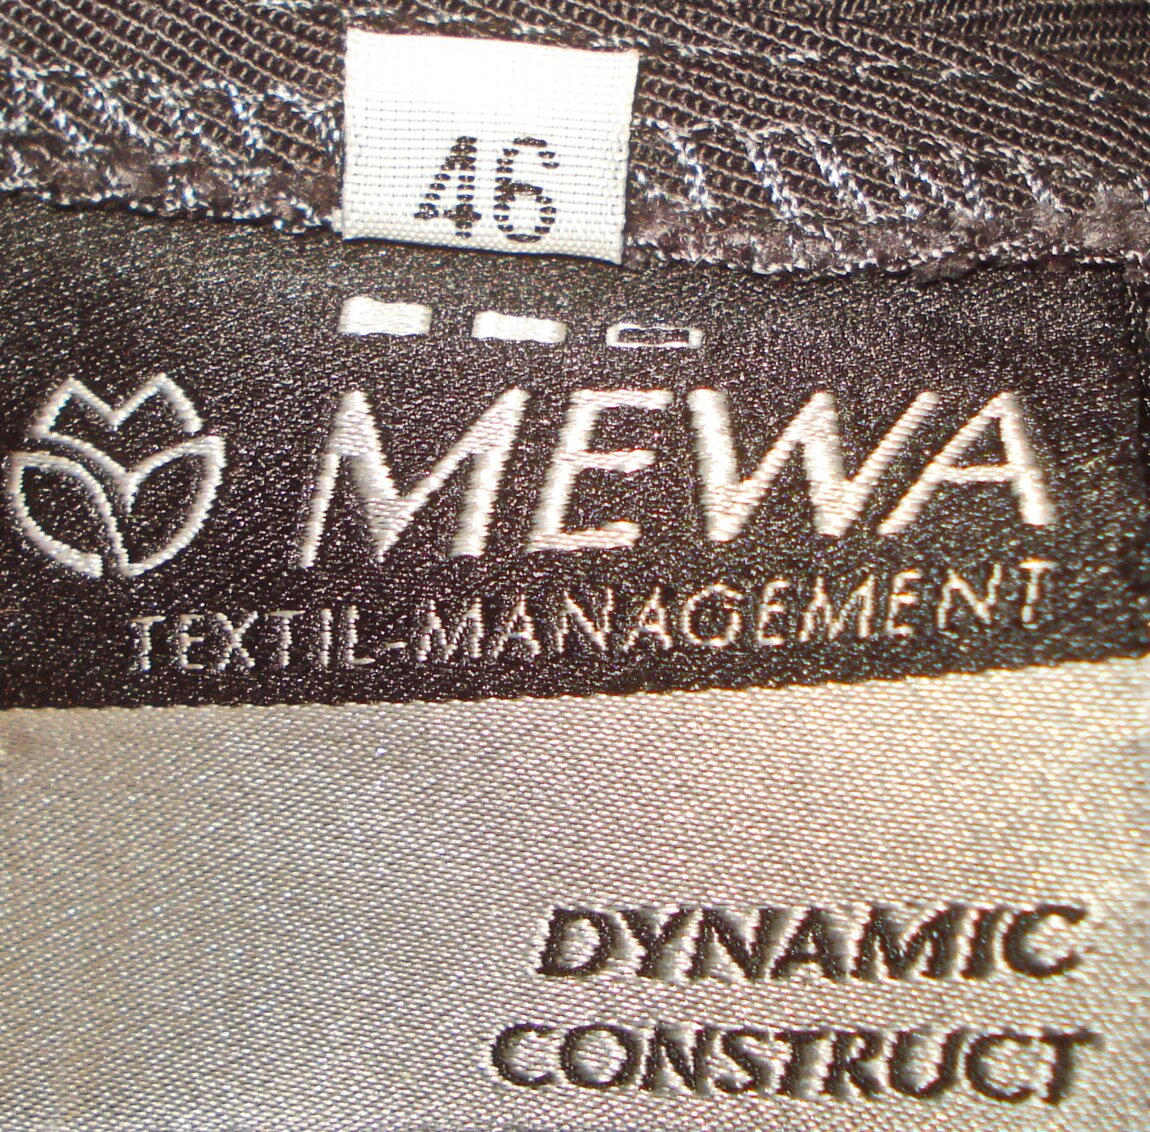 46
MEWA
TEXTIL-MANAGEMENT
DYNAMIC
CONSTRUCT